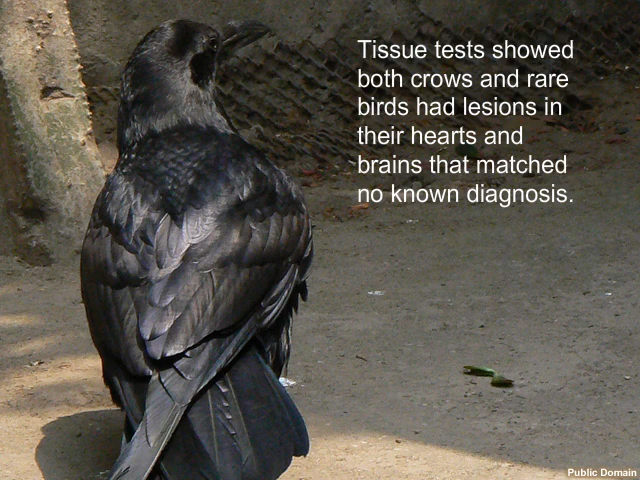 Tissue tests showed
both crows and rare
birds had lesions in
their hearts and
brains that matched
no known diagnosis.
Public Domain